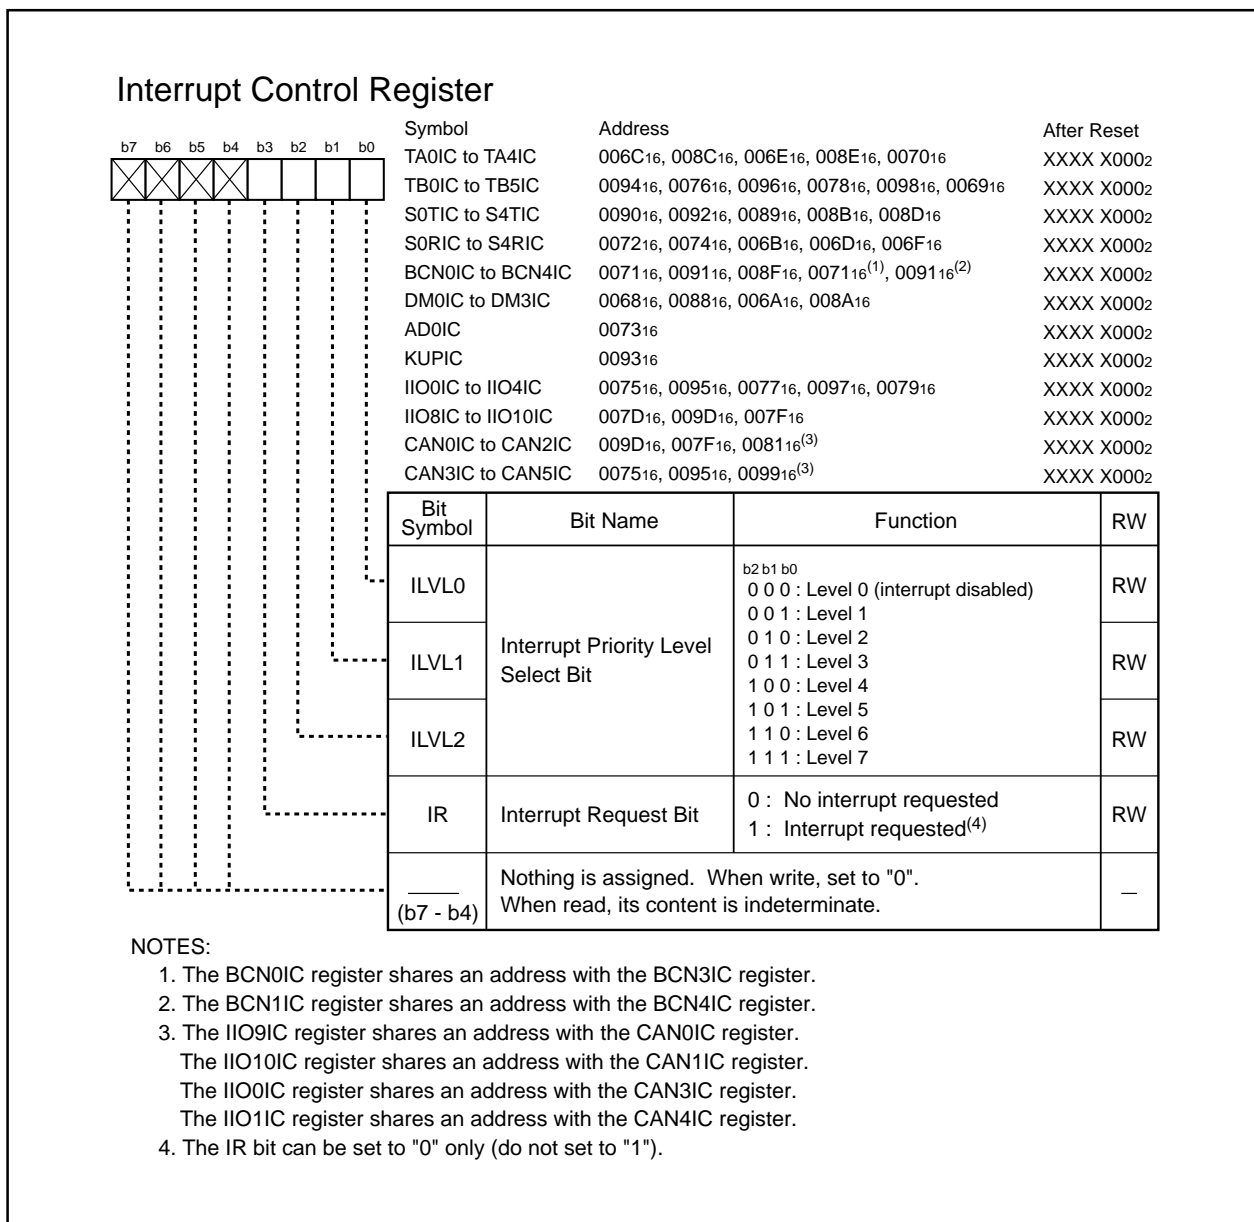 Interrupt Control Register
Symbol Address After Reset
b7 b6 b5 b4 b3 b2 b1 b0
TA0IC to TA4IC 006C16, 008C16, 006E16, 008E16, 007016 XXXX X0002
TB0IC to TB5IC 009416, 007616, 009616, 007816, 009816, 006916 XXXX X0002
S0TIC to S4TIC 009016, 009216, 008916, 008B16, 008D16 XXXX X0002
S0RIC to S4RIC 007216, 007416, 006B16, 006D16, 006F16 XXXX X0002
BCN0IC to BCN4IC 007116, 009116, 008F16, 007116(1), 009116(2) XXXX X0002
DM0IC to DM3IC 006816, 008816, 006A16, 008A16 XXXX X0002
AD0IC 007316 XXXX X0002
KUPIC 009316 XXXX X0002
IIO0IC to IIO4IC 007516, 009516, 007716, 009716, 007916 XXXX X0002
IIO8IC to IIO10IC 007D16, 009D16, 007F16 XXXX X0002
CAN0IC to CAN2IC 009D16, 007F16, 008116(3) XXXX X0002
CAN3IC to CAN5IC 007516, 009516, 009916(3) XXXX X0002
Bit Symbol Bit Name Function RW
ILVL0 RW
ILVL1 RW
ILVL2 RW
Interrupt Priority Level
Select Bit
b2 b1 b0
0 0 0 : Level 0 (interrupt disabled)
0 0 1 : Level 1
0 1 0 : Level 2
0 1 1 : Level 3
1 0 0 : Level 4
1 0 1 : Level 5
1 1 0 : Level 6
1 1 1 : Level 7
IR Interrupt Request Bit RW
0 : No interrupt requested
1 : Interrupt requested(4)
(b7 - b4)
Nothing is assigned. When write, set to "0".
When read, its content is indeterminate.
—
NOTES:
1. The BCN0IC register shares an address with the BCN3IC register.
2. The BCN1IC register shares an address with the BCN4IC register.
3. The IIO9IC register shares an address with the CAN0IC register.
The IIO10IC register shares an address with the CAN1IC register.
The IIO0IC register shares an address with the CAN3IC register.
The IIO1IC register shares an address with the CAN4IC register.
4. The IR bit can be set to "0" only (do not set to "1").